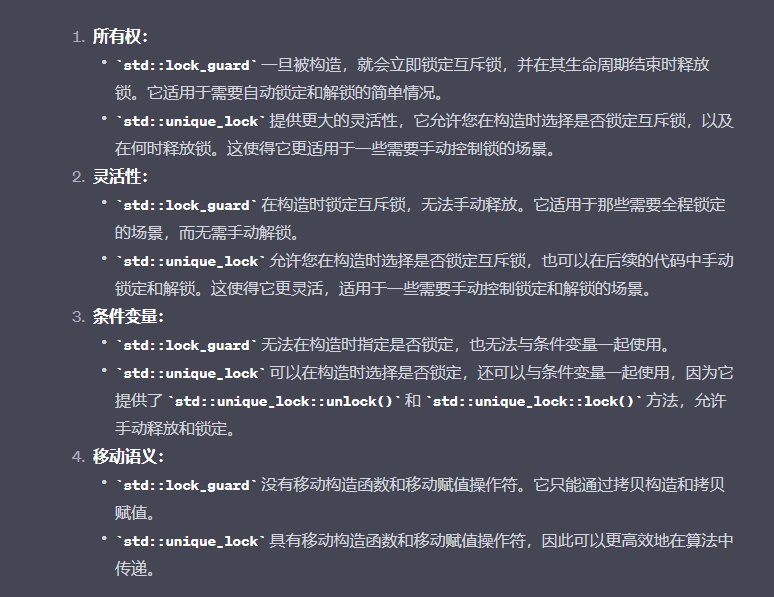 1. 所有权：
• `std::lock_guard` 一旦被构造，就会立即锁定互斥锁，并在其生命周期结束时释放
锁。它适用于需要自动锁定和解锁的简单情况。
• `std::unique_lock` 提供更大的灵活性，它允许您在构造时选择是否锁定互斥锁，以及
在何时释放锁。这使得它更适用于一些需要手动控制锁的场景。
2. 灵活性：
• `std::lock_guard` 在构造时锁定互斥锁，无法手动释放。它适用于那些需要全程锁定
的场景，而无需手动解锁。
• `std::unique_lock` 允许您在构造时选择是否锁定互斥锁，也可以在后续的代码中手动
锁定和解锁。这使得它更灵活，适用于一些需要手动控制锁定和解锁的场景。
3. 条件变量：
• `std::lock_guard` 无法在构造时指定是否锁定，也无法与条件变量一起使用。
• `std::unique_lock` 可以在构造时选择是否锁定，还可以与条件变量一起使用，因为它
提供了 `std::unique_lock::unlock()` 和 `std::unique_lock::lock()` 方法，允许
手动释放和锁定。
4. 移动语义：
• `std::lock_guard` 没有移动构造函数和移动赋值操作符。它只能通过拷贝构造和拷贝
赋值。
• `std::unique_lock` 具有移动构造函数和移动赋值操作符，因此可以更高效地在算法中
传递。